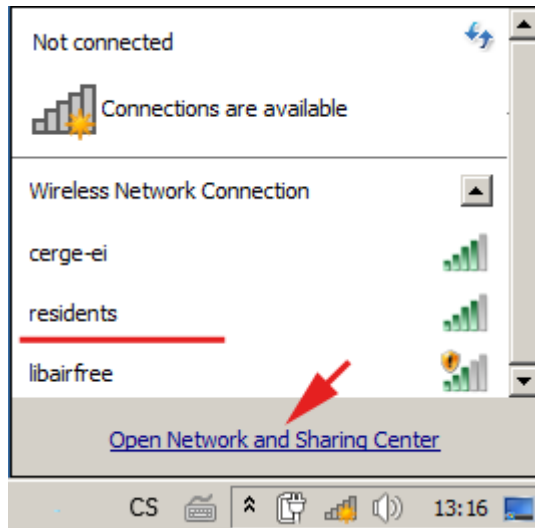 Not connected
Connections are available
Wireless Network Connection
cerge-ei
residents
libairfree
Open Network and Sharing Center
CS 13:16